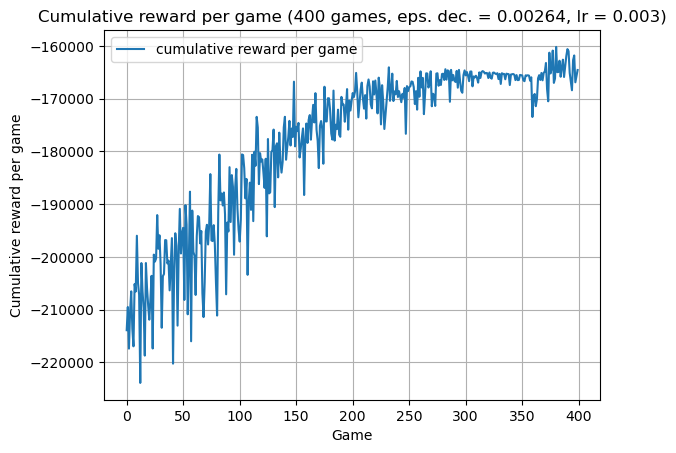 Cumulative reward per game (400 games, eps. dec. = 0.00264, lr = 0.003)
cumulative reward per game
Cumulative reward per game
−160000
−170000
−180000
−190000
−200000
−210000
−220000
0 50 100 150 200 250 300 350 400
Game